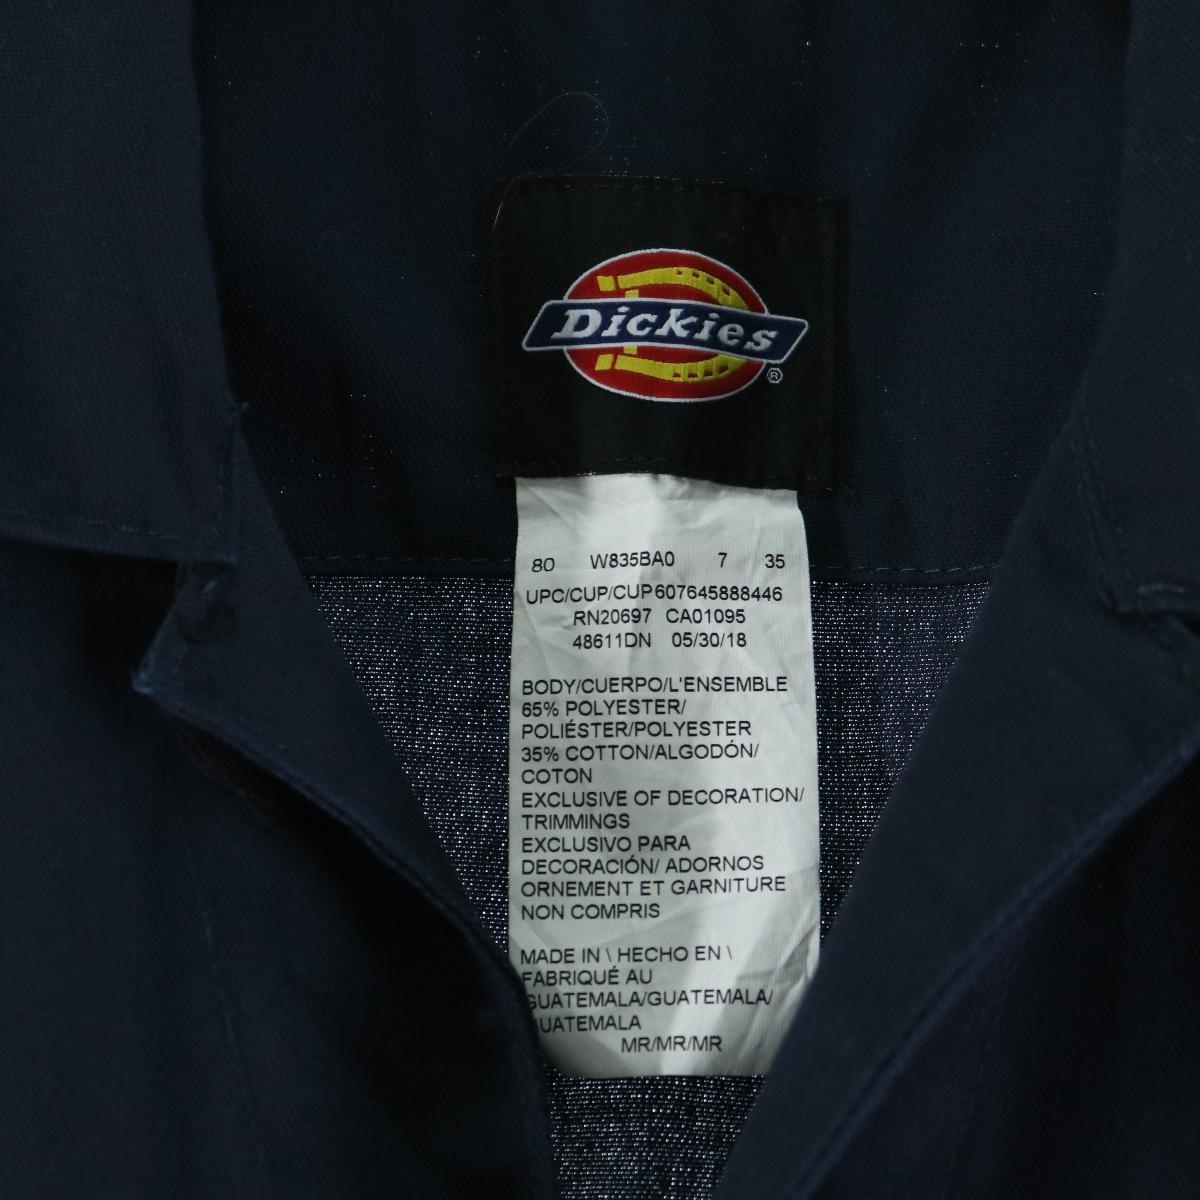 Dickies
®
80 W835BA0 7 35
UPC/CUP/CUP 607645888446
RN20697 CA01095
48611DN 05/30/18
BODY/CUERPO/L'ENSEMBLE
65% POLYESTER/
POLIÉSTER/POLYESTER
35% COTTON/ALGODÓN/
COTON
EXCLUSIVE OF DECORATION/
TRIMMINGS
EXCLUSIVO PARA
DECORACIÓN/ ADORNOS
ORNEMENT ET GARNITURE
NON COMPRIS
MADE IN \ HECHO EN \
FABRIQUÉ AU
GUATEMALA/GUATEMALA/
GUATEMALA
MR/MR/MR